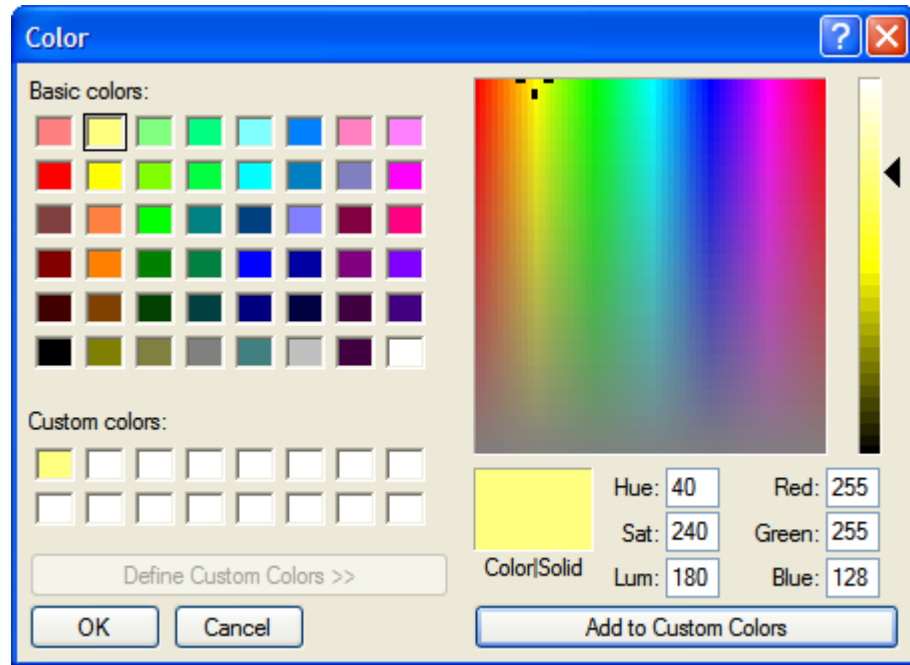 Color
Basic colors:
Custom colors:
Define Custom Colors >>
OK Cancel
Color|Solid
Hue: 40 Red: 255
Sat: 240 Green: 255
Lum: 180 Blue: 128
Add to Custom Colors